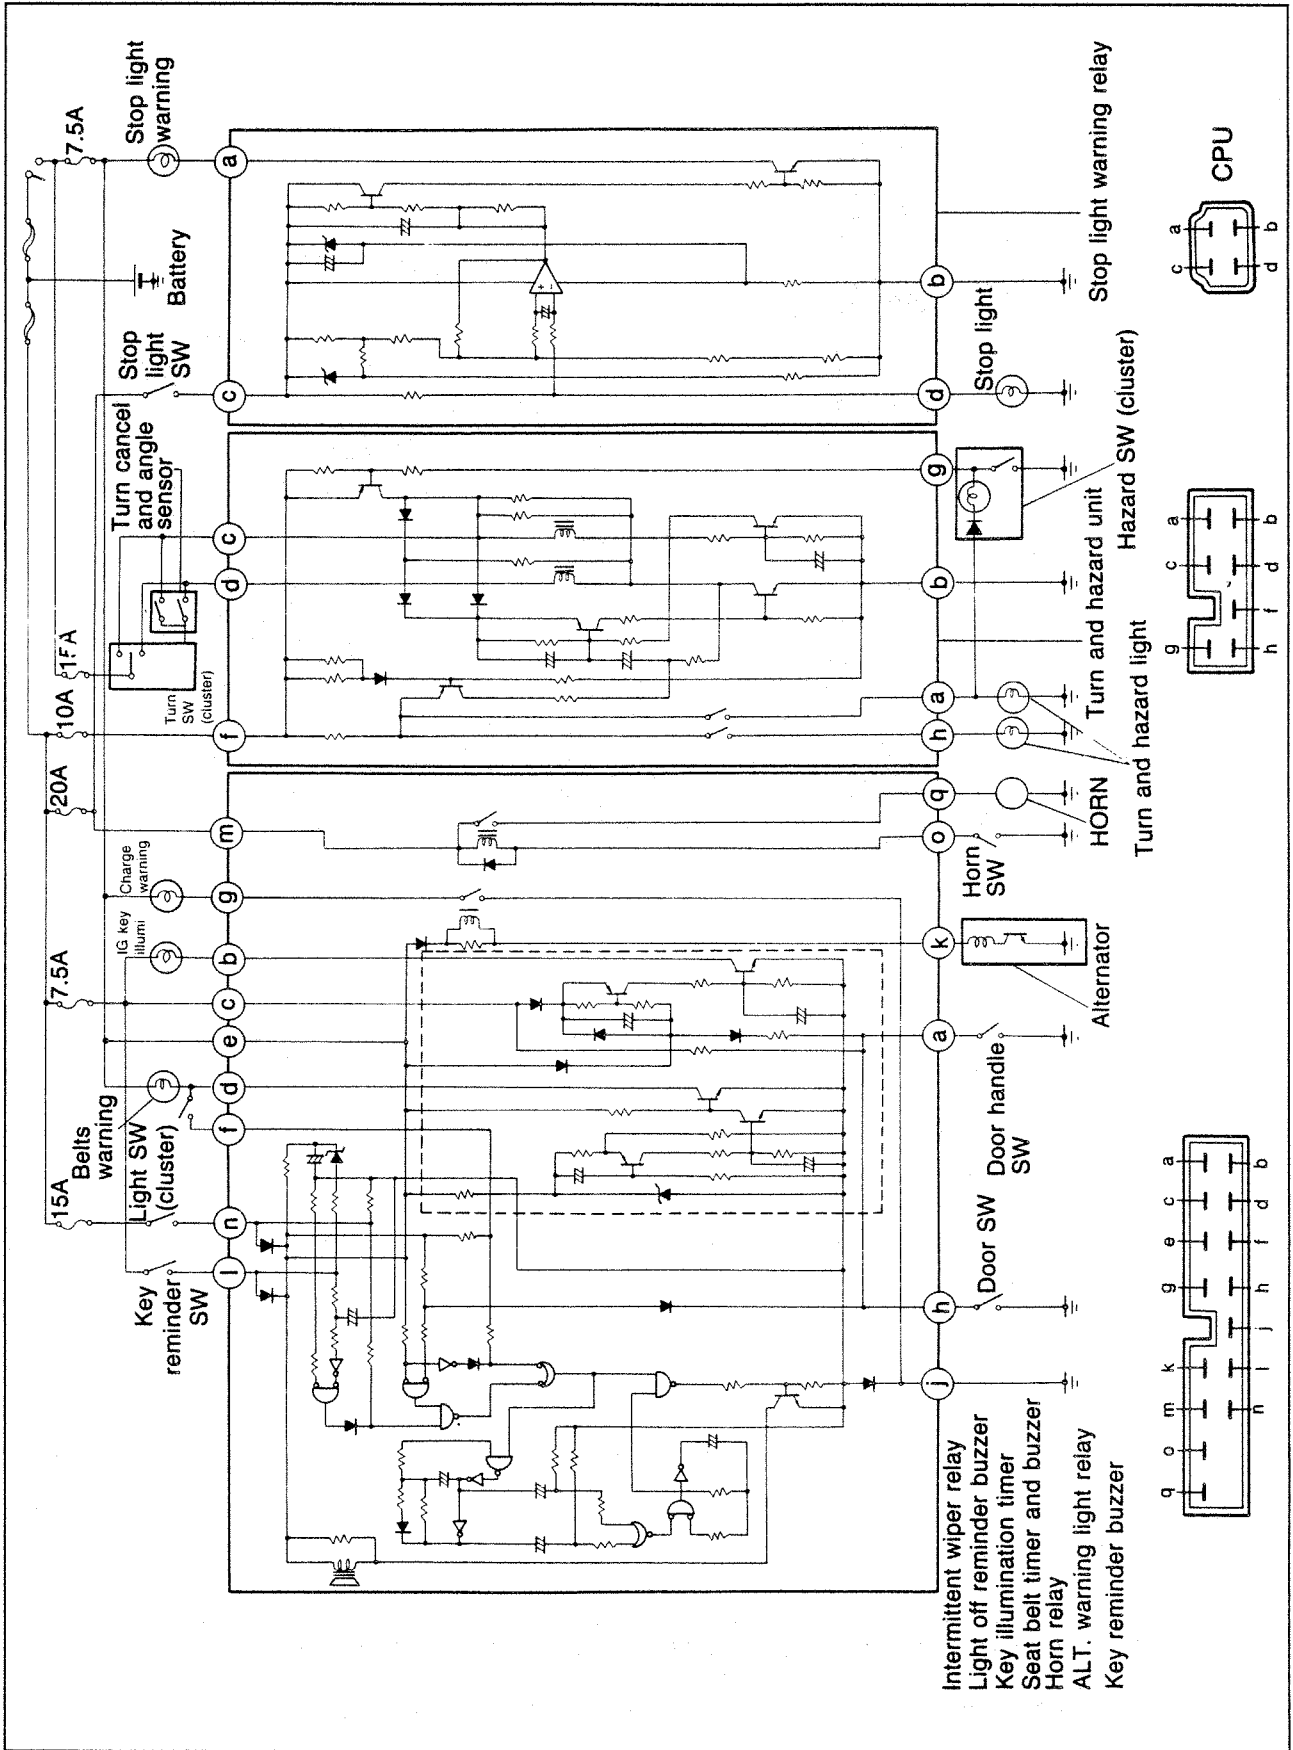 Stop light
warning
7.5A
Battery
Stop
light
SW
Turn cancel
and angle
sensor
15A
10A
Turn
SW
(cluster)
20A
Charge
warning
IG key
illumi
7.5A
Belts
warning
Light SW
(cluster)
15A
Key
reminder
SW
a
c
c
d
f
m
g
b
c
e
d
f
n
l
b
d
g
b
a
h
q
o
k
a
h
j
Stop light warning relay
Stop light
Hazard SW (cluster)
Turn and hazard unit
Turn and hazard light
HORN
Horn
SW
Alternator
Door handle
SW
Door SW
Intermittent wiper relay
Light off reminder buzzer
Key illumination timer
Seat belt timer and buzzer
Horn relay
ALT. warning light relay
Key reminder buzzer
CPU
c a
d b
g c a
h f d b
q o m k g e c a
n l j h f d b